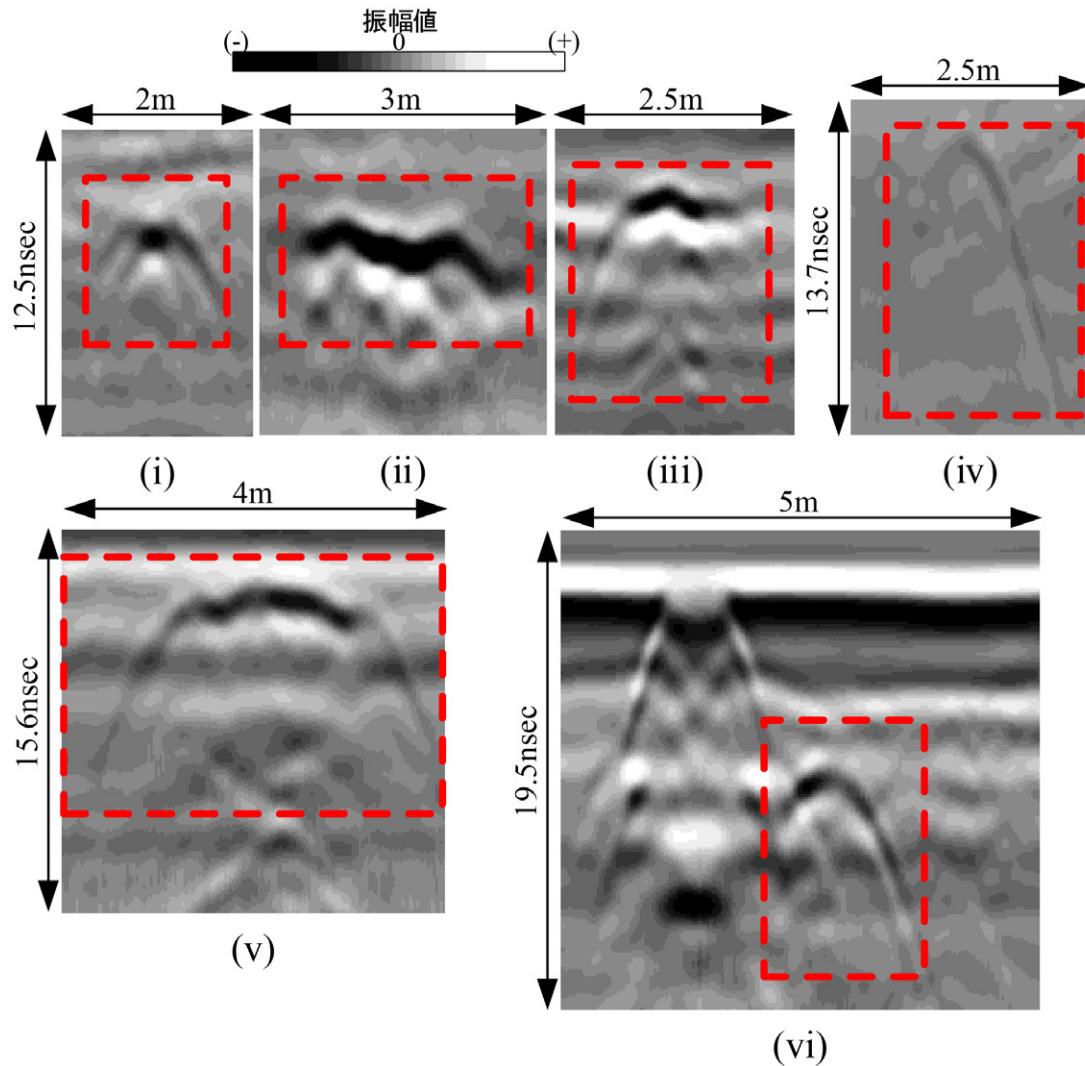 振幅値
(-) 0 (+)
2m 3m 2.5m 2.5m
12.5nsec
13.7nsec
(i) (ii) (iii) (iv)
4m 5m
15.6nsec
19.5nsec
(v)
(vi)